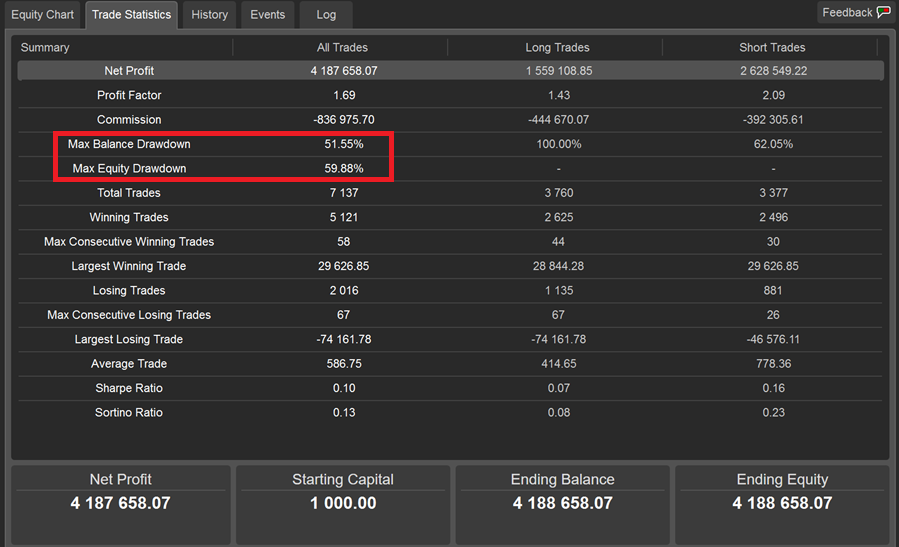 Equity Chart Trade Statistics History Events Log Feedback
Summary All Trades Long Trades Short Trades
Net Profit 4 187 658.07 1 559 108.85 2 628 549.22
Profit Factor 1.69 1.43 2.09
Commission -836 975.70 -444 670.07 -392 305.61
Max Balance Drawdown 51.55% 100.00% 62.05%
Max Equity Drawdown 59.88% - -
Total Trades 7 137 3 760 3 377
Winning Trades 5 121 2 625 2 496
Max Consecutive Winning Trades 58 44 30
Largest Winning Trade 29 626.85 28 844.28 29 626.85
Losing Trades 2 016 1 135 881
Max Consecutive Losing Trades 67 67 26
Largest Losing Trade -74 161.78 -74 161.78 -46 576.11
Average Trade 586.75 414.65 778.36
Sharpe Ratio 0.10 0.07 0.16
Sortino Ratio 0.13 0.08 0.23
Net Profit Starting Capital Ending Balance Ending Equity
4 187 658.07 1 000.00 4 188 658.07 4 188 658.07